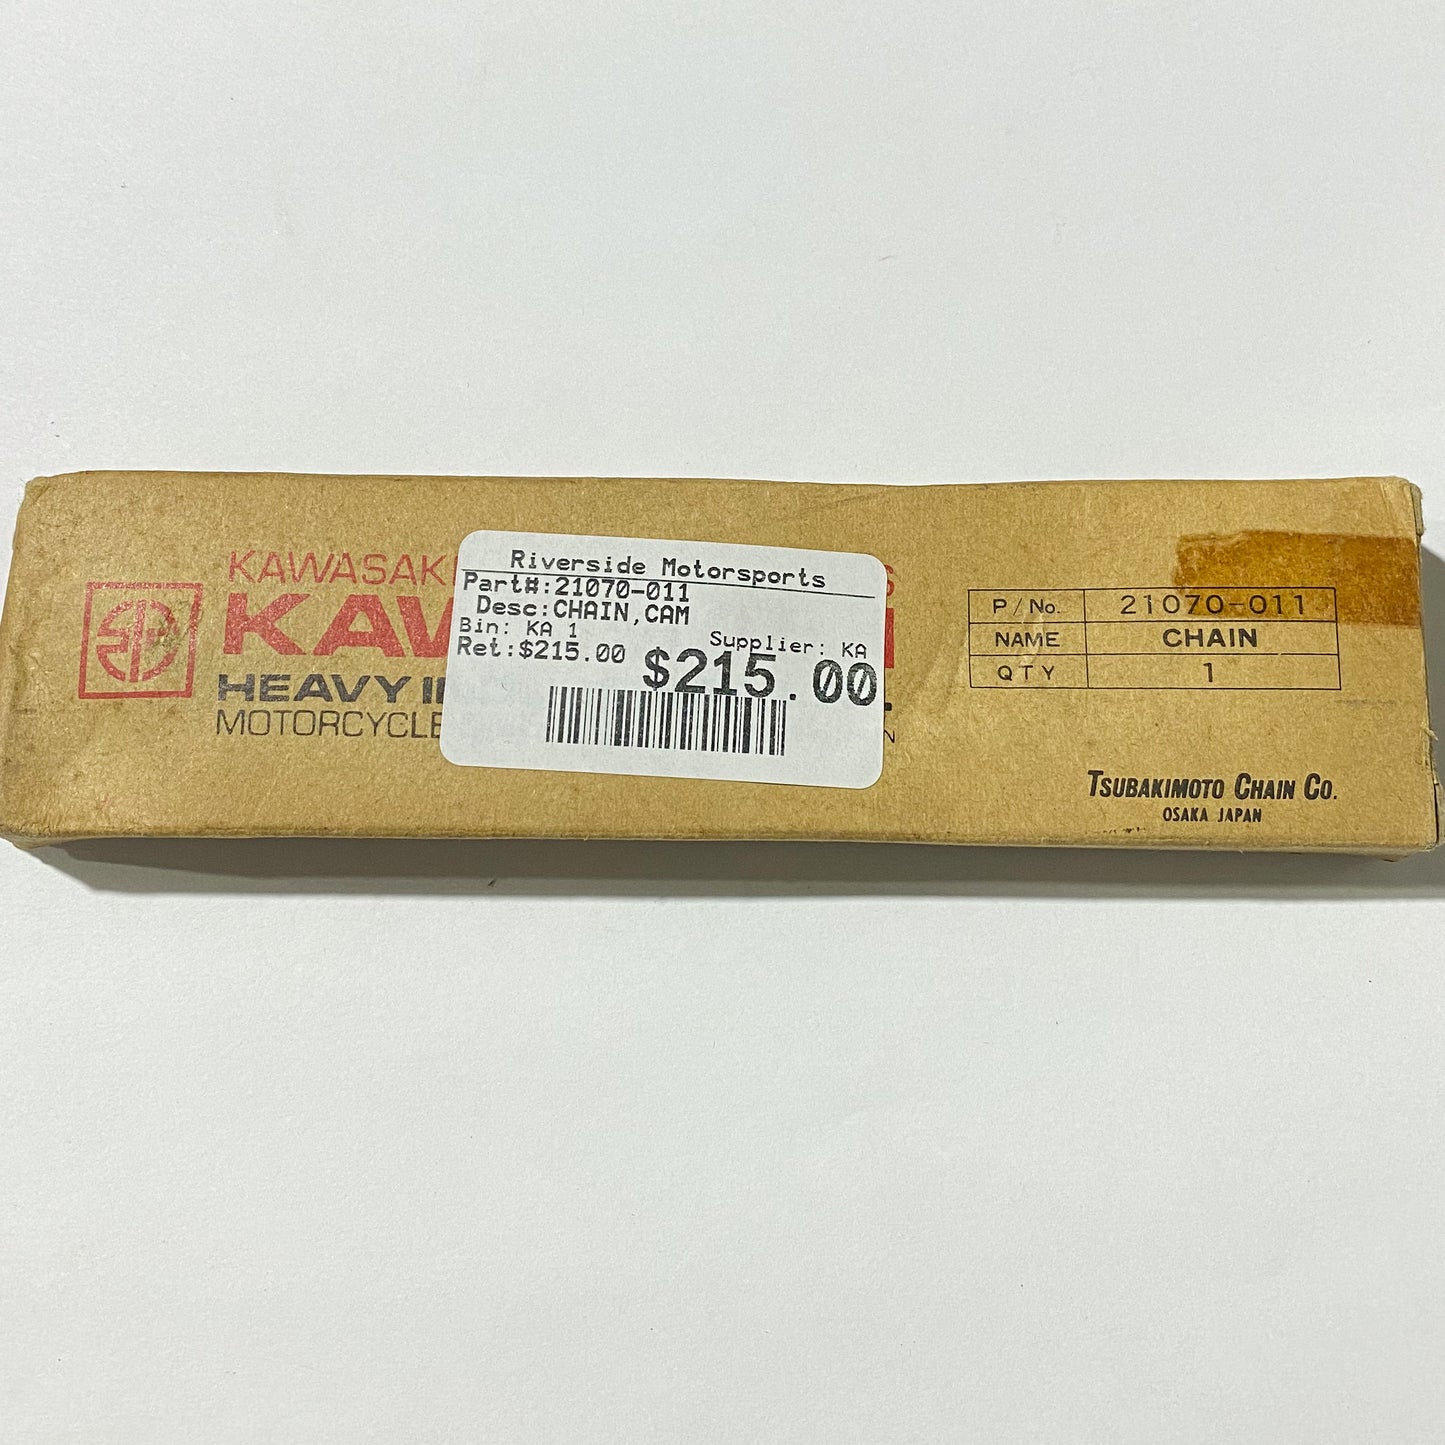 KAWASAK
KAW
HEAVY
MOTORCYCLE
Riverside Motorsports
Part#:21070-011
Desc:CHAIN,CAM
Bin: KA 1
Supplier: KA
Ret:$215.00
$215.00
P/No. 21070-011
NAME CHAIN
QTY 1
TSUBAKIMOTO CHAIN CO.
OSAKA JAPAN